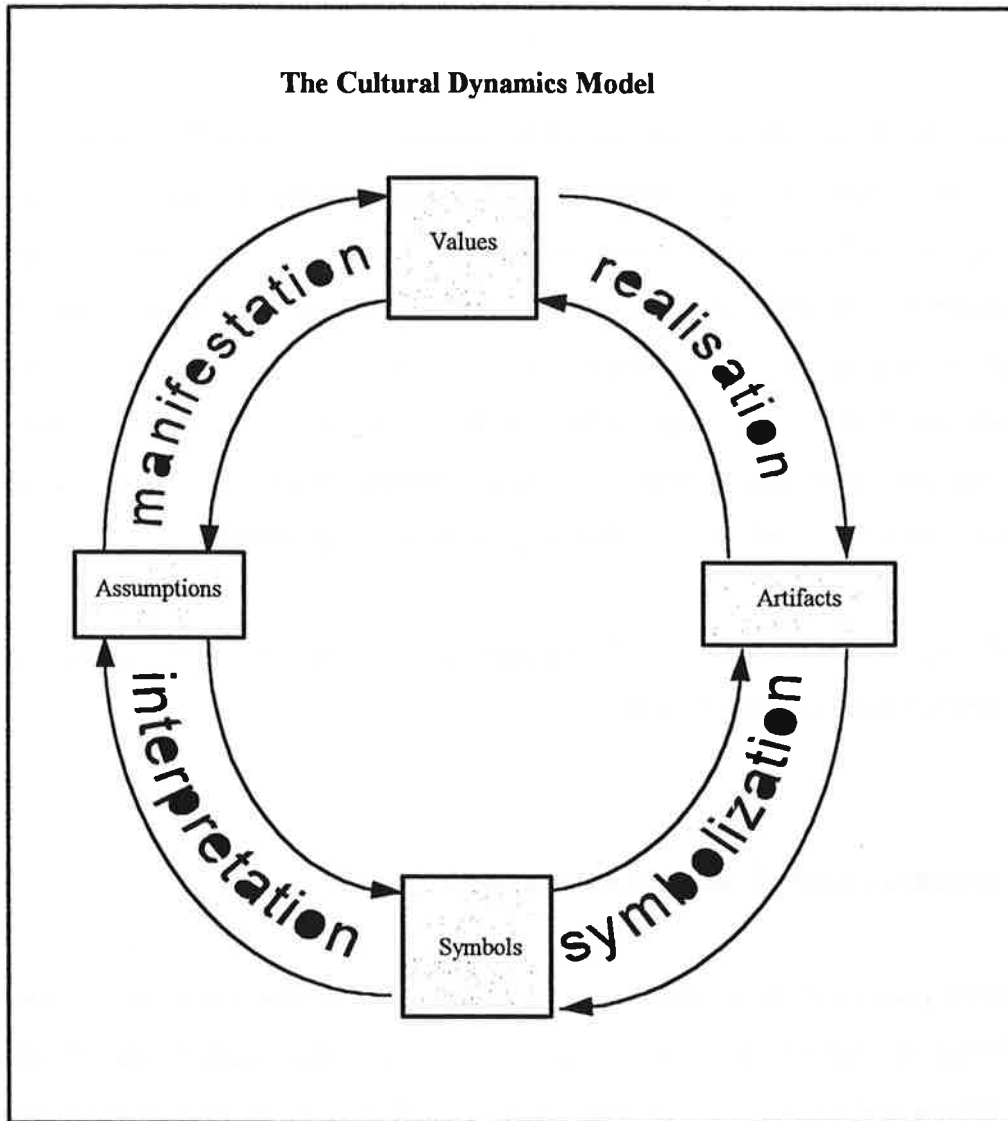 The Cultural Dynamics Model
Values
manifestation
realisation
Assumptions
Artifacts
interpretation
symbolization
Symbols